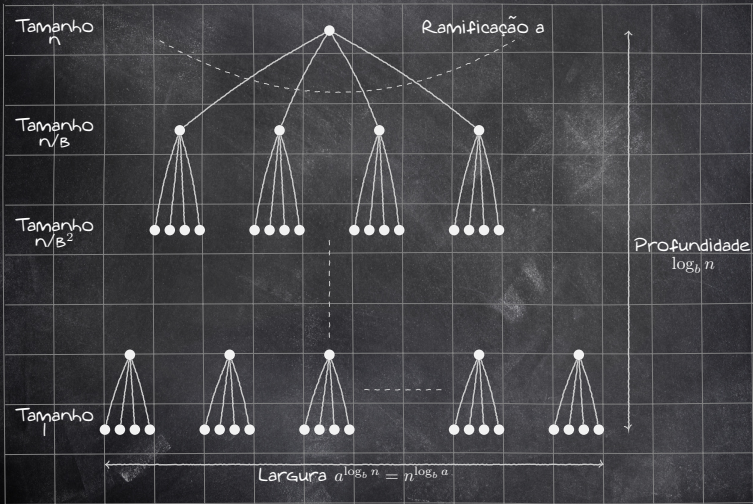 Tamanho
n
Ramificação a
Tamanho
n/B
Tamanho
n/B²
Profundidade
log_b n
Tamanho
1
Largura a^{log_b n} = n^{log_b a}